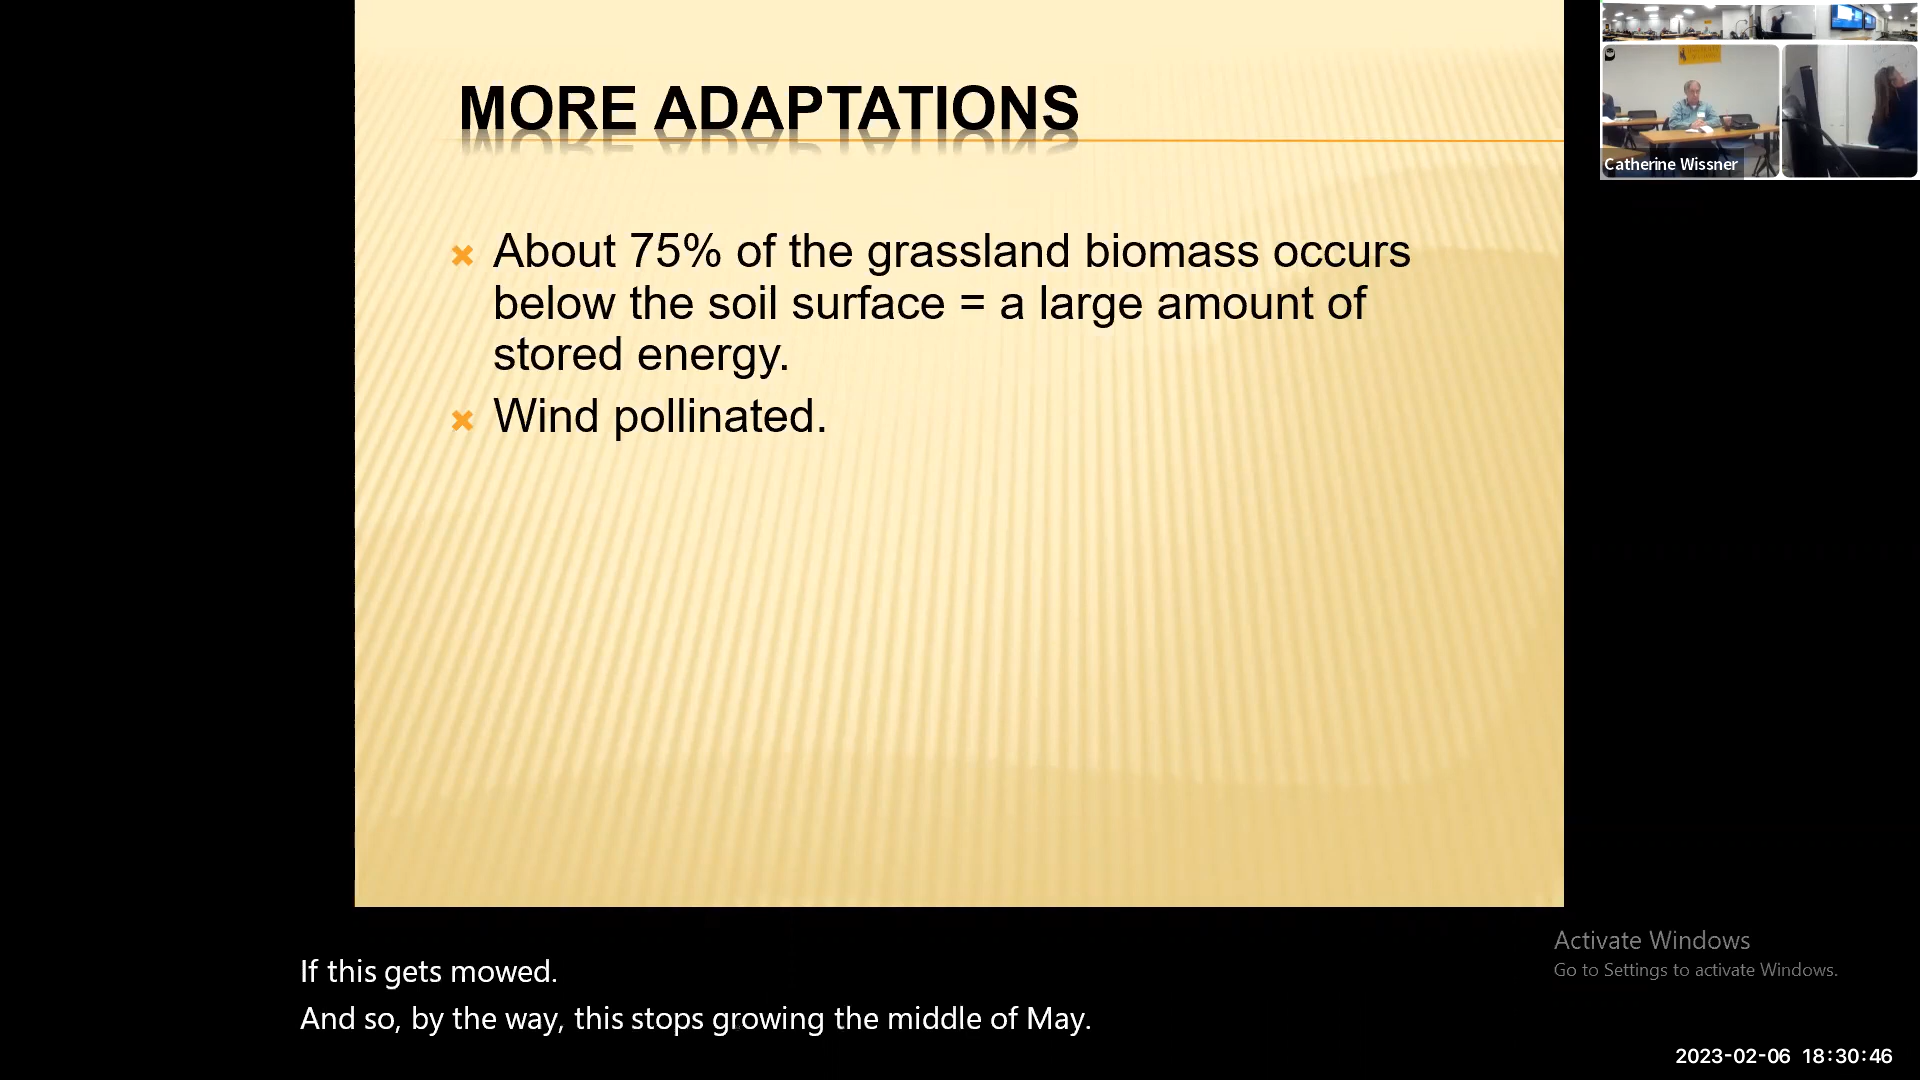 MORE ADAPTATIONS
About 75% of the grassland biomass occurs
below the soil surface = a large amount of
stored energy.
Wind pollinated.
Catherine Wissner
Activate Windows
Go to Settings to activate Windows.
If this gets mowed.
And so, by the way, this stops growing the middle of May.
2023-02-06 18:30:46